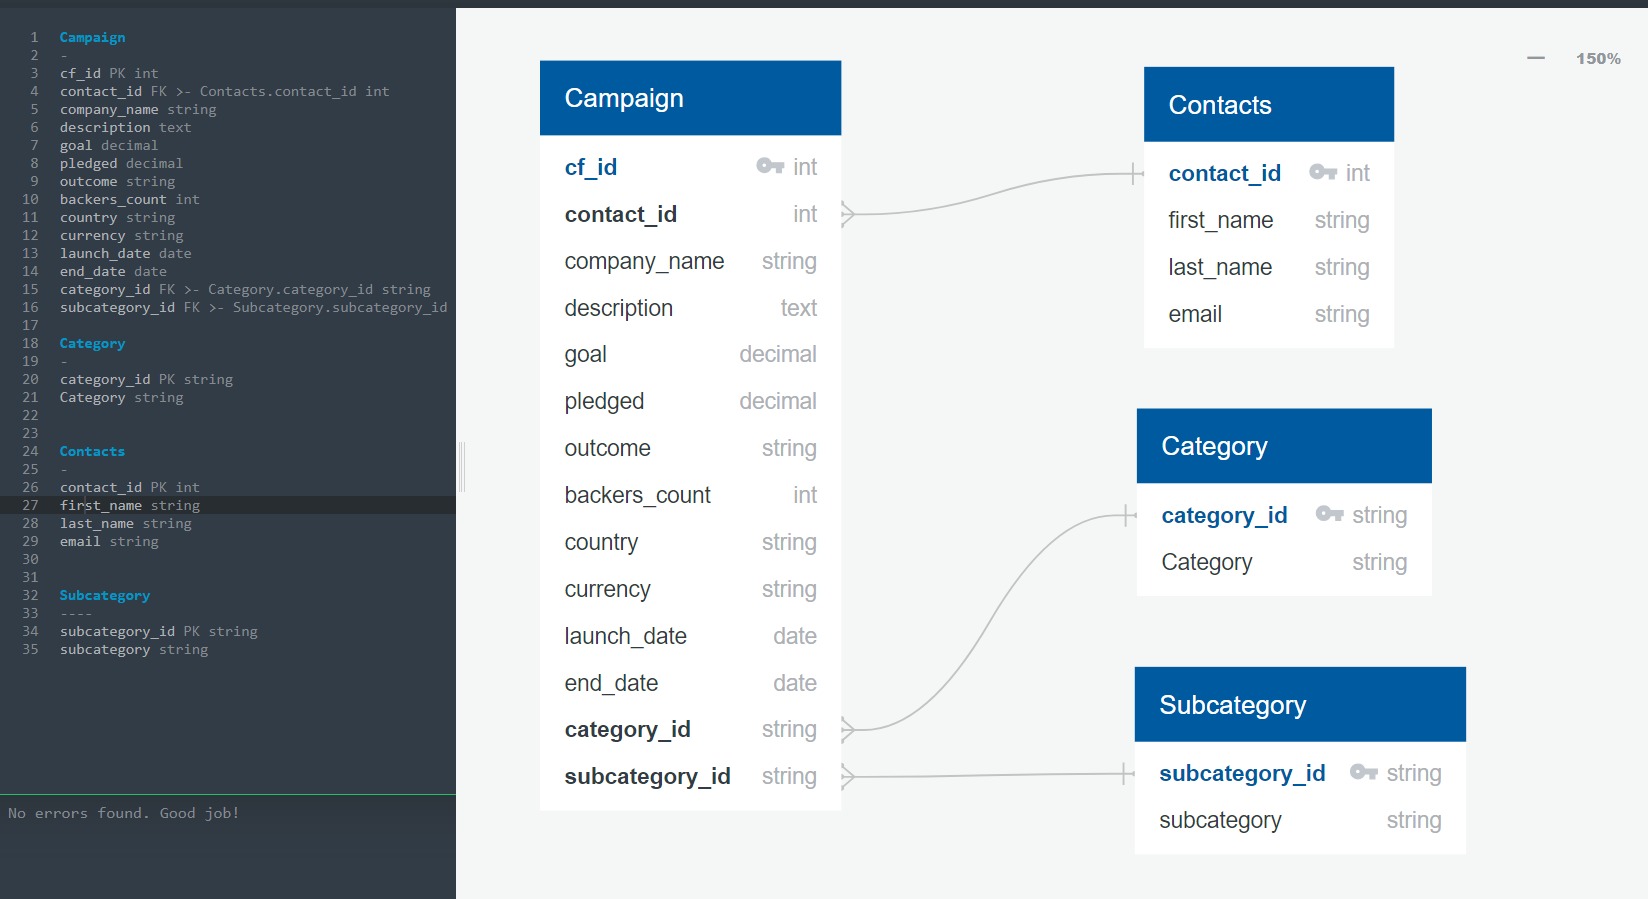 1 Campaign
2 -
3 cf_id PK int
4 contact_id FK >- Contacts.contact_id int
5 company_name string
6 description text
7 goal decimal
8 pledged decimal
9 outcome string
10 backers_count int
11 country string
12 currency string
13 launch_date date
14 end_date date
15 category_id FK >- Category.category_id string
16 subcategory_id FK >- Subcategory.subcategory_id
17
18 Category
19 -
20 category_id PK string
21 Category string
22
23
24 Contacts
25 -
26 contact_id PK int
27 first_name string
28 last_name string
29 email string
30
31
32 Subcategory
33 ----
34 subcategory_id PK string
35 subcategory string
No errors found. Good job!
150%
Campaign
cf_id int
contact_id int
company_name string
description text
goal decimal
pledged decimal
outcome string
backers_count int
country string
currency string
launch_date date
end_date date
category_id string
subcategory_id string
Contacts
contact_id int
first_name string
last_name string
email string
Category
category_id string
Category string
Subcategory
subcategory_id string
subcategory string